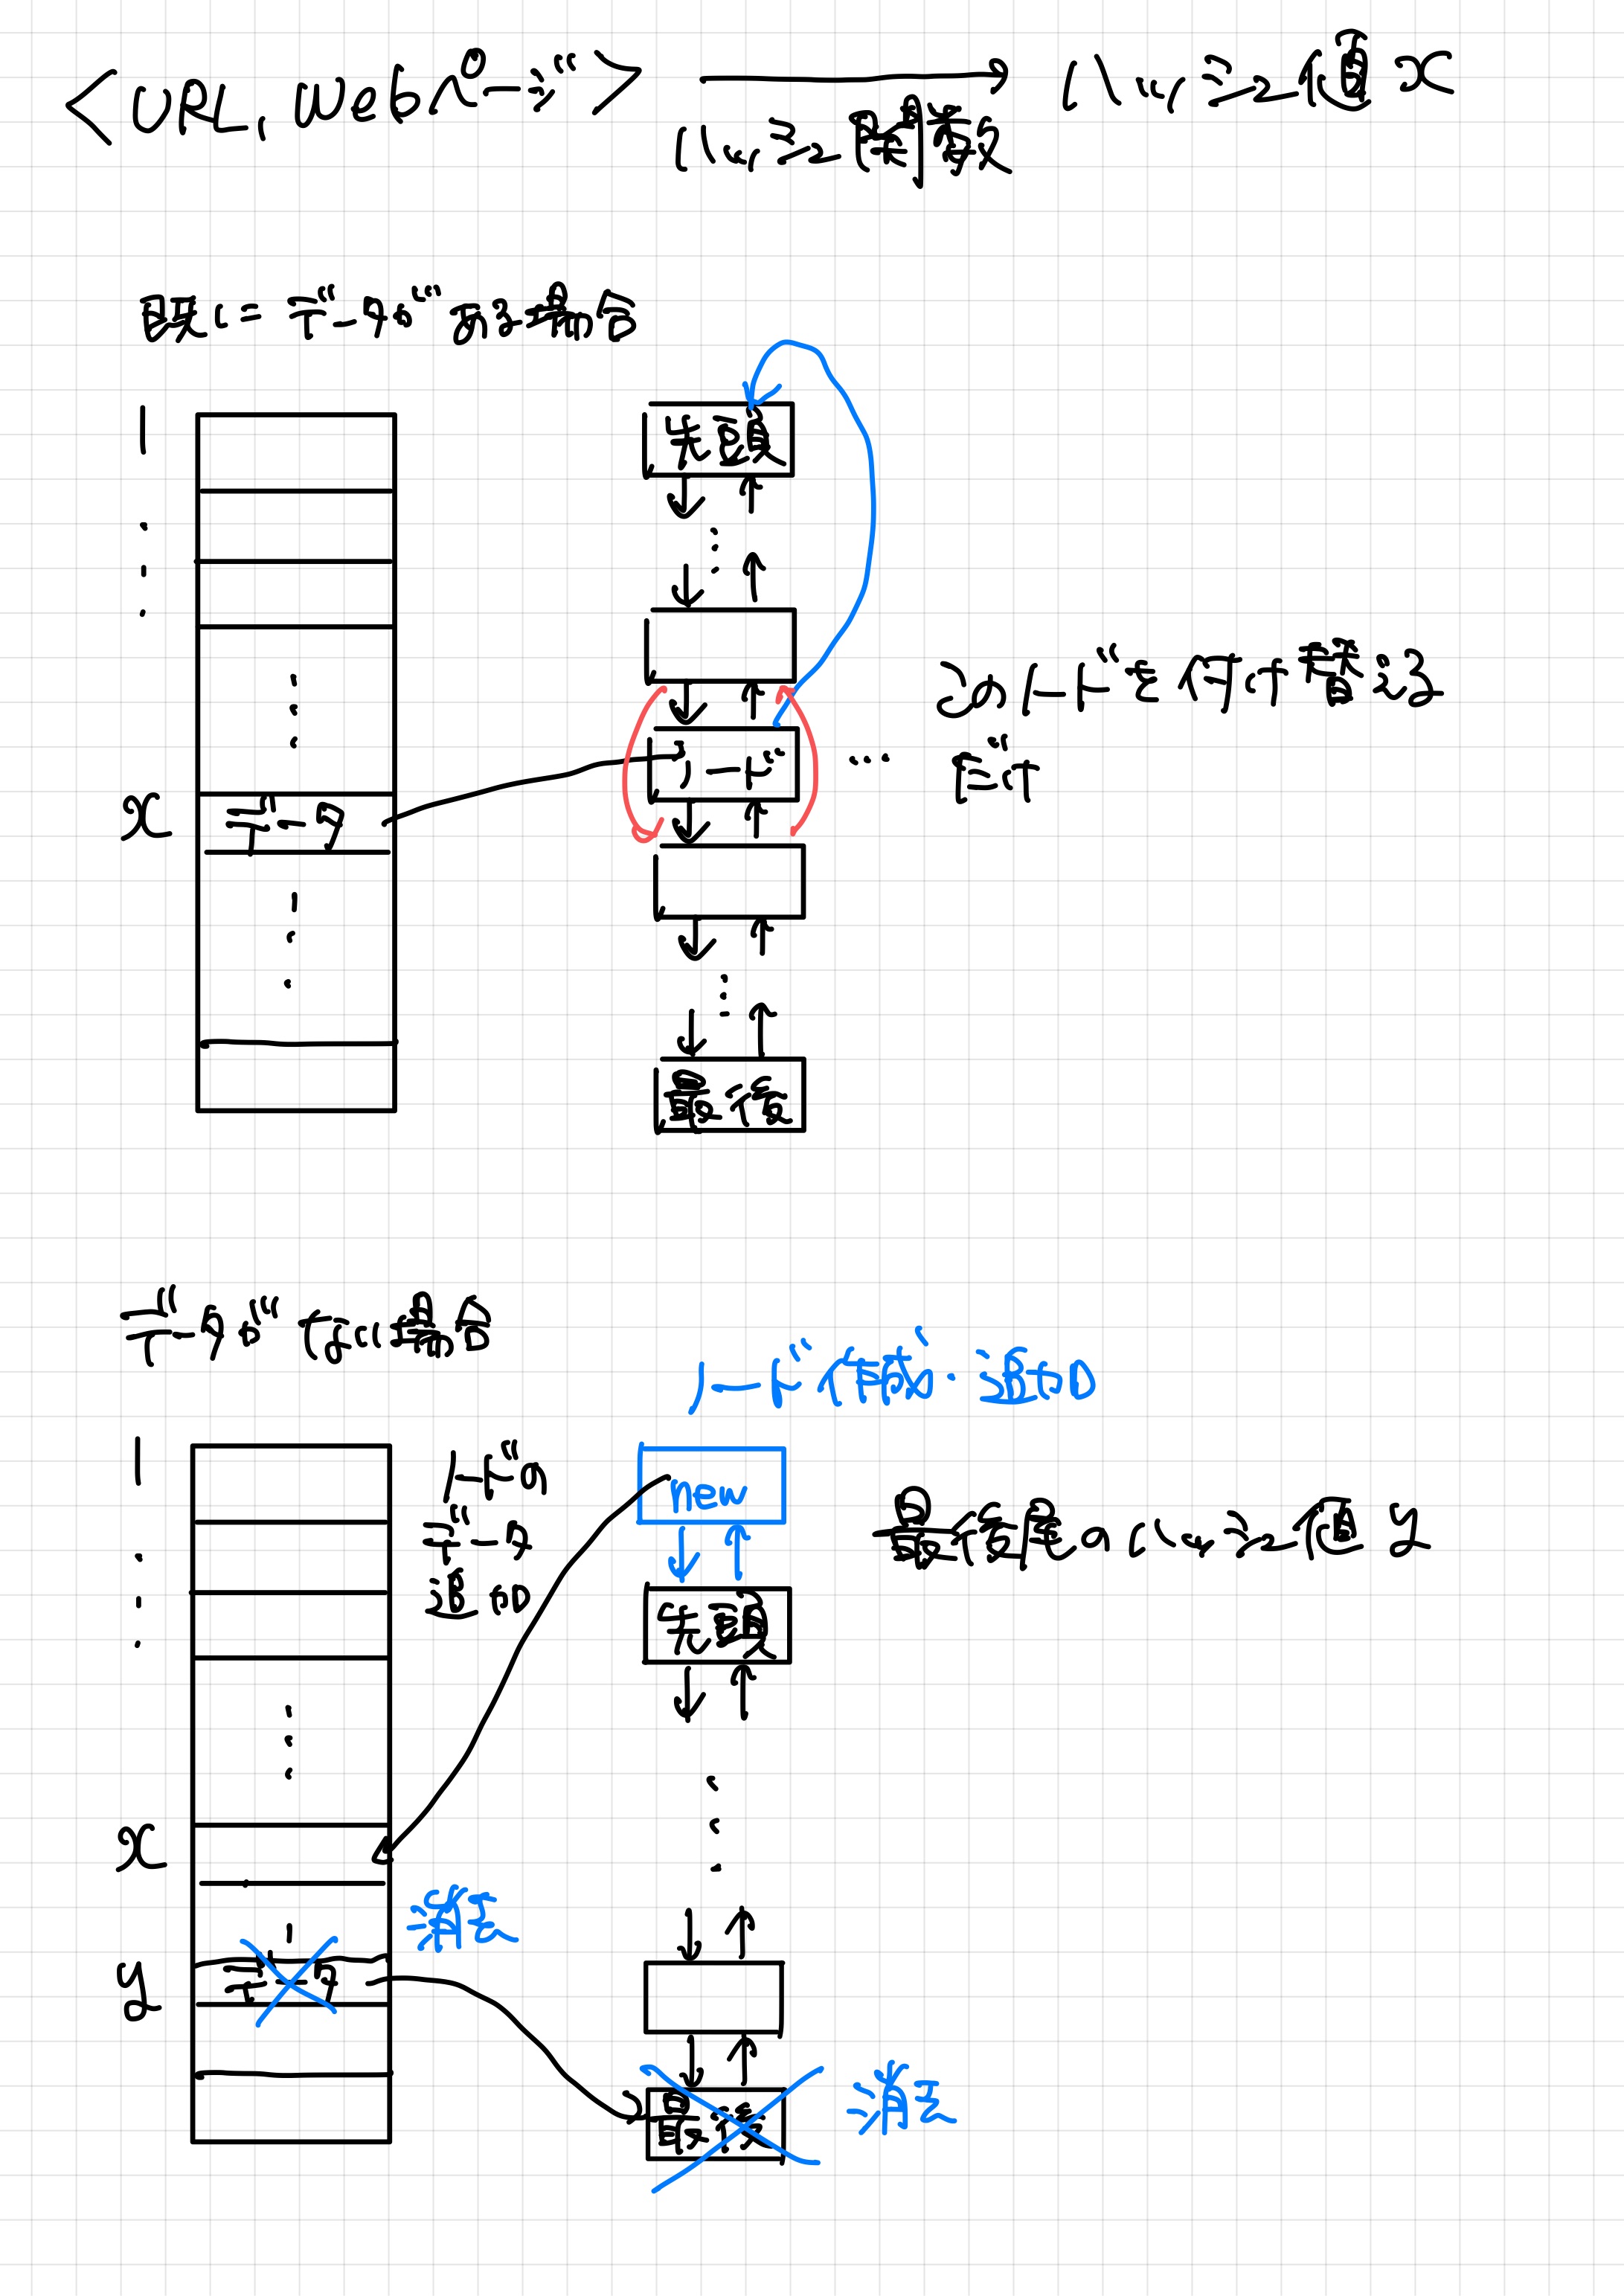 <URL, Webページ> ハッシュ値 x
ハッシュ関数
既にデータがある場合
1
先頭
このノードを付け替える
だけ
ノード …
x データ
最後
データがない場合
ノード作成・追加
1
ノードの
データ
追加
new
最後尾のハッシュ値 y
先頭
x
消去
y データ
最後 消去